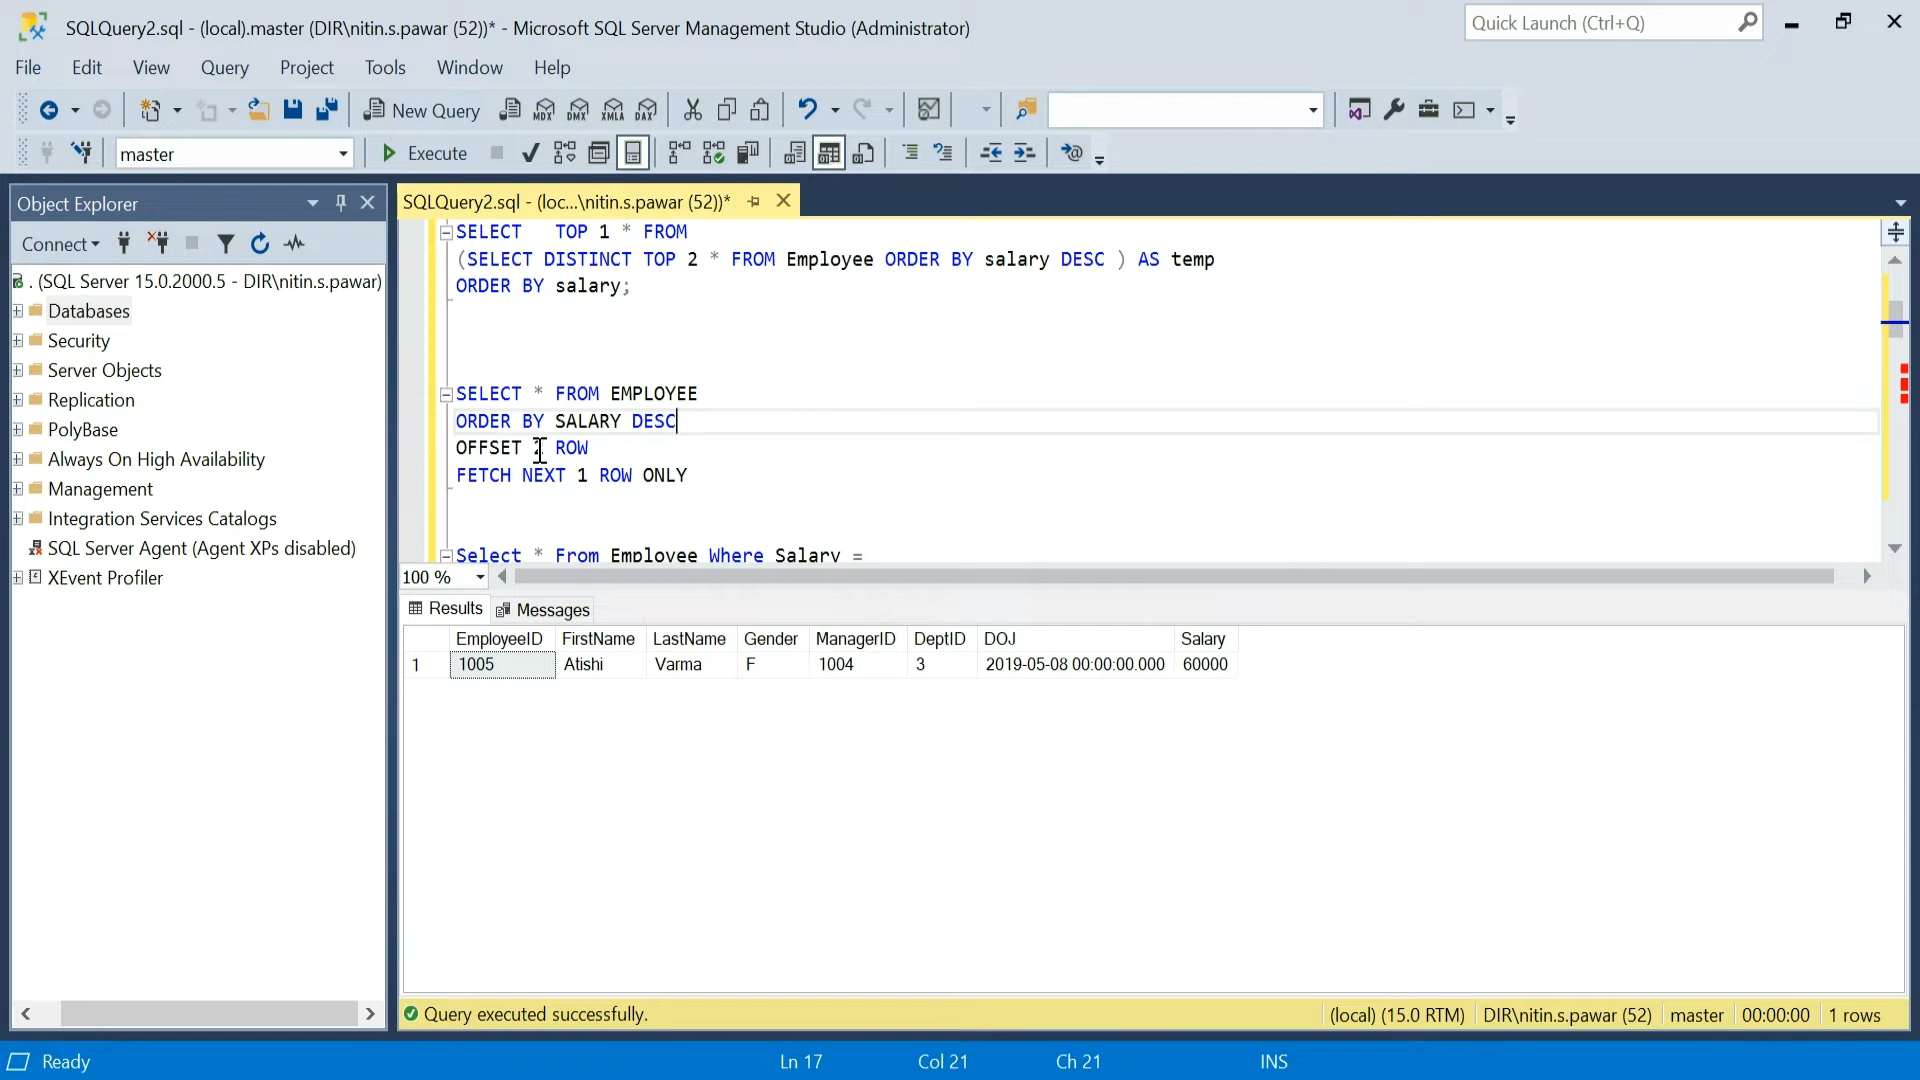 SQLQuery2.sql - (local).master (DIR\nitin.s.pawar (52))* - Microsoft SQL Server Management Studio (Administrator)
Quick Launch (Ctrl+Q)
File Edit View Query Project Tools Window Help
New Query MDX DMX XMLA DAX
master Execute
Object Explorer
SQLQuery2.sql - (loc...\nitin.s.pawar (52))*
Connect
. (SQL Server 15.0.2000.5 - DIR\nitin.s.pawar)
Databases
Security
Server Objects
Replication
PolyBase
Always On High Availability
Management
Integration Services Catalogs
SQL Server Agent (Agent XPs disabled)
XEvent Profiler
SELECT TOP 1 * FROM
(SELECT DISTINCT TOP 2 * FROM Employee ORDER BY salary DESC ) AS temp
ORDER BY salary;
SELECT * FROM EMPLOYEE
ORDER BY SALARY DESC
OFFSET ROW
FETCH NEXT 1 ROW ONLY
Select * From Employee Where Salary =
100 %
Results Messages
EmployeeID FirstName LastName Gender ManagerID DeptID DOJ Salary
1 1005 Atishi Varma F 1004 3 2019-05-08 00:00:00.000 60000
Query executed successfully.
(local) (15.0 RTM) DIR\nitin.s.pawar (52) master 00:00:00 1 rows
Ready Ln 17 Col 21 Ch 21 INS